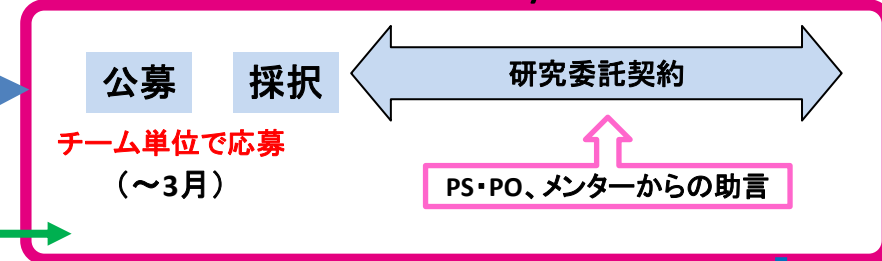 公募
採択
研究委託契約
チーム単位で応募
（～3月）
PS・PO、メンターからの助言